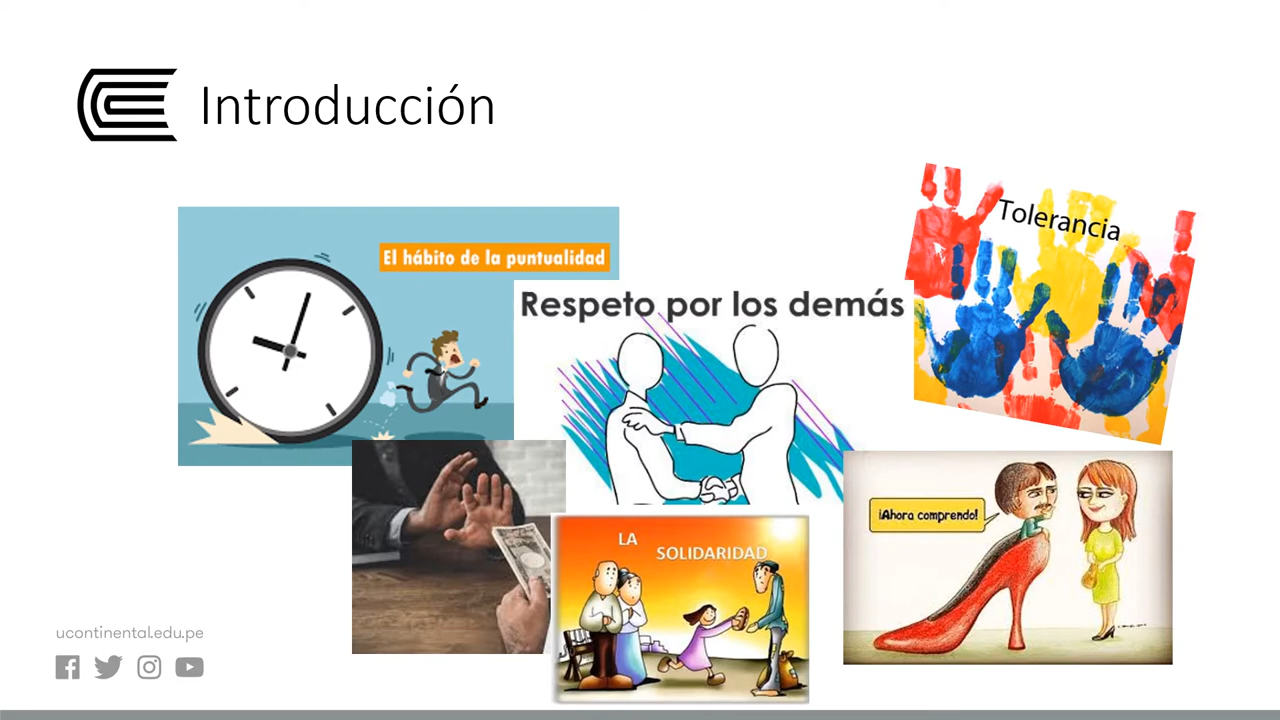 Introducción
El hábito de la puntualidad
Respeto por los demás
Tolerancia
¡Ahora comprendo!
LA
SOLIDARIDAD
ucontinental.edu.pe